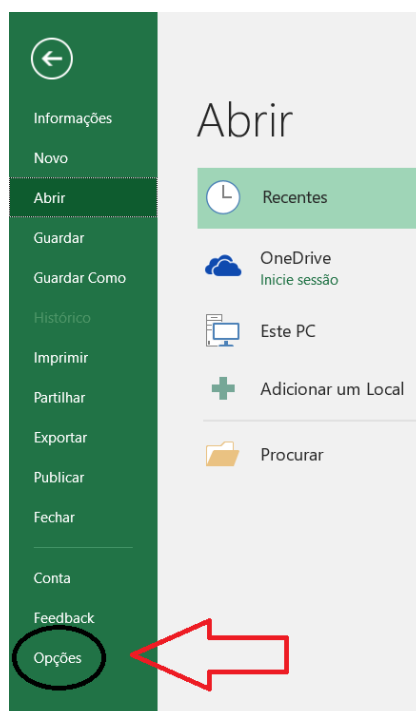 Informações
Novo
Abrir
Guardar
Guardar Como
Histórico
Imprimir
Partilhar
Exportar
Publicar
Fechar
Conta
Feedback
Opções
Abrir
Recentes
OneDrive
Inicie sessão
Este PC
Adicionar um Local
Procurar